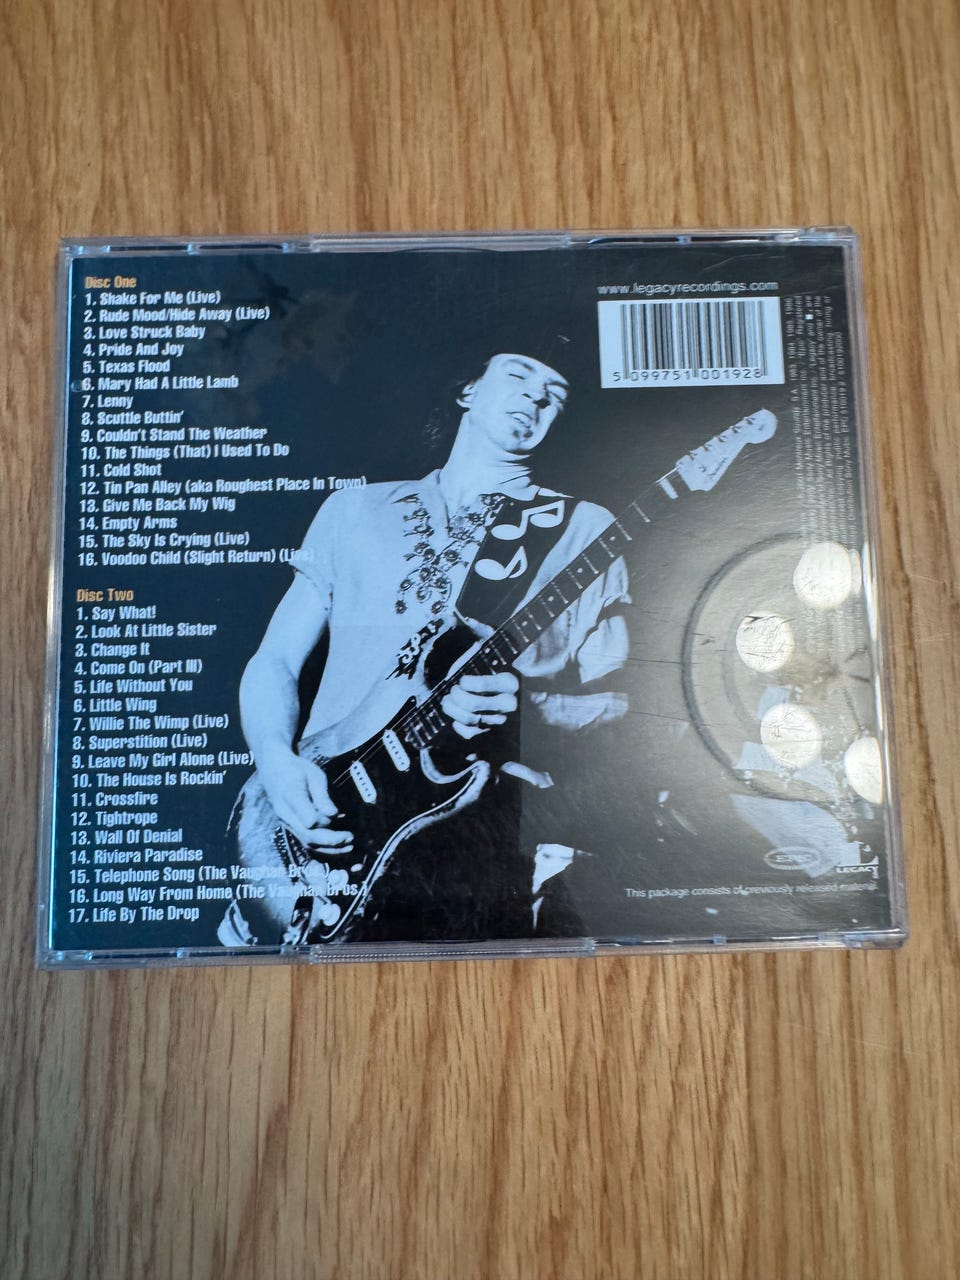 Disc One
1. Shake For Me (Live)
2. Rude Mood/Hide Away (Live)
3. Love Struck Baby
4. Pride And Joy
5. Texas Flood
6. Mary Had A Little Lamb
7. Lenny
8. Scuttle Buttin'
9. Couldn't Stand The Weather
10. The Things (That) I Used To Do
11. Cold Shot
12. Tin Pan Alley (aka Roughest Place In Town)
13. Give Me Back My Wig
14. Empty Arms
15. The Sky Is Crying (Live)
16. Voodoo Child (Slight Return) (Live)
Disc Two
1. Say What!
2. Look At Little Sister
3. Change It
4. Come On (Part III)
5. Life Without You
6. Little Wing
7. Willie The Wimp (Live)
8. Superstition (Live)
9. Leave My Girl Alone (Live)
10. The House Is Rockin'
11. Crossfire
12. Tightrope
13. Wall Of Denial
14. Riviera Paradise
15. Telephone Song (The Vaughan Bros.)
16. Long Way From Home (The Vaughan Bros.)
17. Life By The Drop
www.legacyrecordings.com
5 099751 001928
EPIC
LEGACY
This package consists of previously released material.